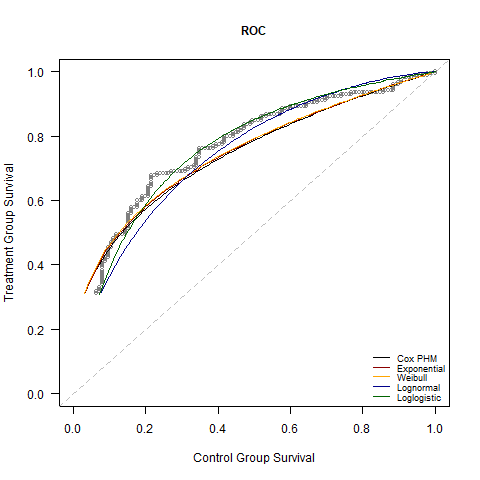 ROC
Treatment Group Survival
1.0
0.8
0.6
0.4
0.2
0.0
Cox PHM
Exponential
Weibull
Lognormal
Loglogistic
0.0 0.2 0.4 0.6 0.8 1.0
Control Group Survival